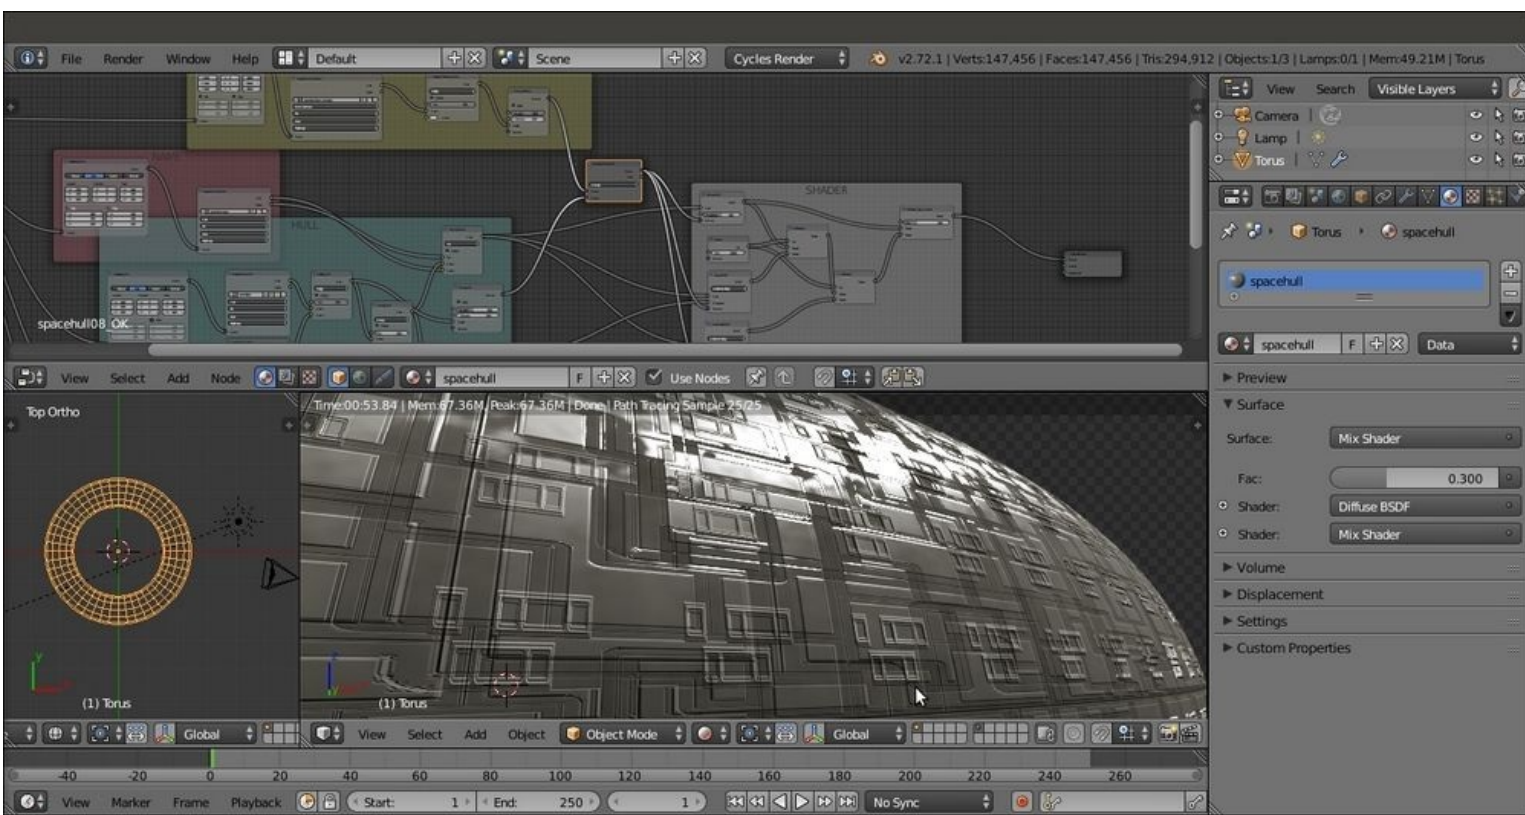 File Render Window Help Default Scene Cycles Render v2.72.1 | Verts:147,456 | Faces:147,456 | Tris:294,912 | Objects:1/3 | Lamps:0/1 | Mem:49.21M | Torus
View Search Visible Layers
Camera
Lamp
Torus
SHADER
HULL
Torus spacehull
spacehull
spacehull08_OK
spacehull F Data
View Select Add Node spacehull F Use Nodes
Preview
Surface
Surface: Mix Shader
Fac: 0.300
Shader: Diffuse BSDF
Shader: Mix Shader
Volume
Displacement
Settings
Custom Properties
Top Ortho
Time:00:53.84 | Mem:67.36M, Peak:67.36M | Done | Path Tracing Sample 25/25
(1) Torus
(1) Torus
Global
View Select Add Object Object Mode Global
-40 -20 0 20 40 60 80 100 120 140 160 180 200 220 240 260
View Marker Frame Playback Start: 1 End: 250 1 No Sync